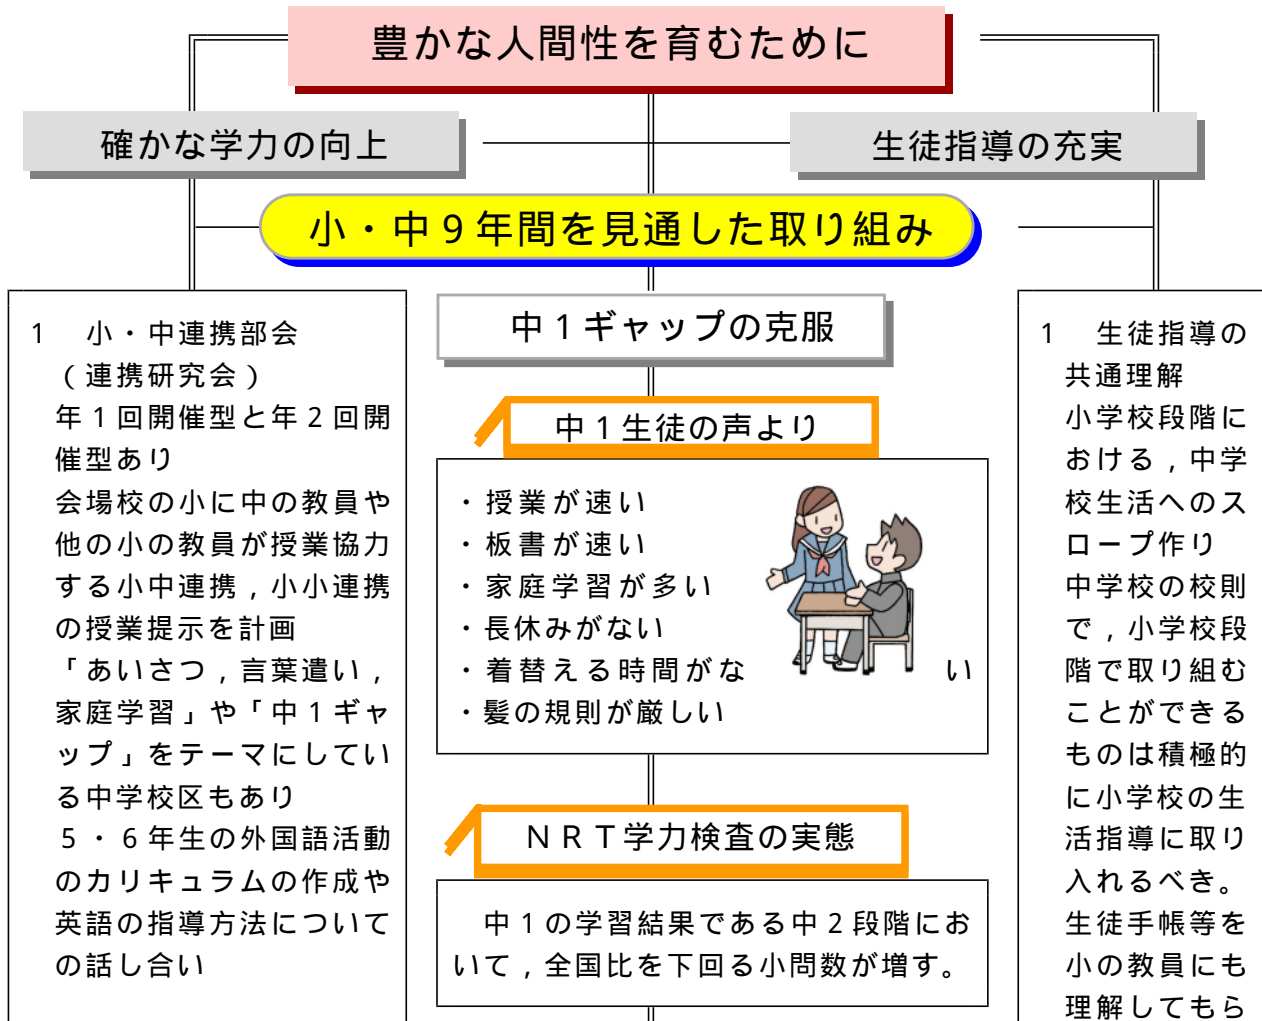 豊かな人間性を育むために
確かな学力の向上
生徒指導の充実
小・中９年間を見通した取り組み
1　小・中連携部会
（連携研究会）
年１回開催型と年２回開
催型あり
会場校の小に中の教員や
他の小の教員が授業協力
する小中連携，小小連携
の授業提示を計画
「あいさつ，言葉遣い，
家庭学習」や「中１ギャ
ップ」をテーマにしてい
る中学校区もあり
５・６年生の外国語活動
のカリキュラムの作成や
英語の指導方法について
の話し合い
中１ギャップの克服
中１生徒の声より
・授業が速い
・板書が速い
・家庭学習が多い
・長休みがない
・着替える時間がな　い
・髪の規則が厳しい
ＮＲＴ学力検査の実態
中１の学習結果である中２段階にお
いて，全国比を下回る小問数が増す。
1　生徒指導の
共通理解
小学校段階に
おける，中学
校生活へのス
ロープ作り
中学校の校則
で，小学校段
階で取り組む
ことができる
ものは積極的
に小学校の生
活指導に取り
入れるべき。
生徒手帳等を
小の教員にも
理解してもら